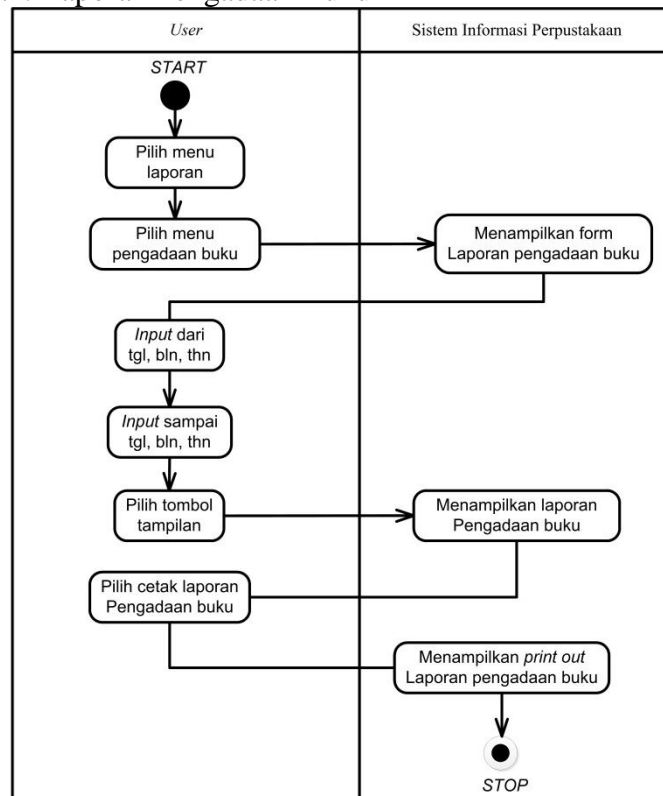 User
Sistem Informasi Perpustakaan
START
Pilih menu
laporan
Pilih menu
pengadaan buku
Menampilkan form
Laporan pengadaan buku
Input dari
tgl, bln, thn
Input sampai
tgl, bln, thn
Pilih tombol
tampilan
Menampilkan laporan
Pengadaan buku
Pilih cetak laporan
Pengadaan buku
Menampilkan print out
Laporan pengadaan buku
STOP